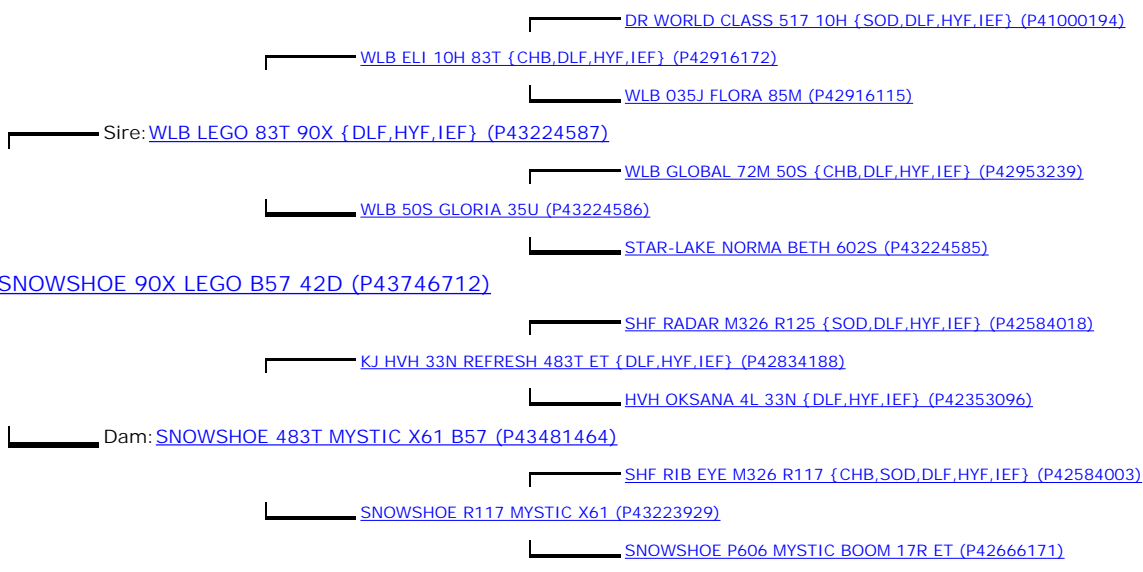 DR WORLD CLASS 517 10H {SOD,DLF,HYF,IEF} (P41000194)
WLB ELI 10H 83T {CHB,DLF,HYF,IEF} (P42916172)
WLB 035J FLORA 85M (P42916115)
Sire: WLB LEGO 83T 90X {DLF,HYF,IEF} (P43224587)
WLB GLOBAL 72M 50S {CHB,DLF,HYF,IEF} (P42953239)
WLB 50S GLORIA 35U (P43224586)
STAR-LAKE NORMA BETH 602S (P43224585)
SNOWSHOE 90X LEGO B57 42D (P43746712)
SHF RADAR M326 R125 {SOD,DLF,HYF,IEF} (P42584018)
KJ HVH 33N REFRESH 483T ET {DLF,HYF,IEF} (P42834188)
HVH OKSANA 4L 33N {DLF,HYF,IEF} (P42353096)
Dam: SNOWSHOE 483T MYSTIC X61 B57 (P43481464)
SHF RIB EYE M326 R117 {CHB,SOD,DLF,HYF,IEF} (P42584003)
SNOWSHOE R117 MYSTIC X61 (P43223929)
SNOWSHOE P606 MYSTIC BOOM 17R ET (P42666171)